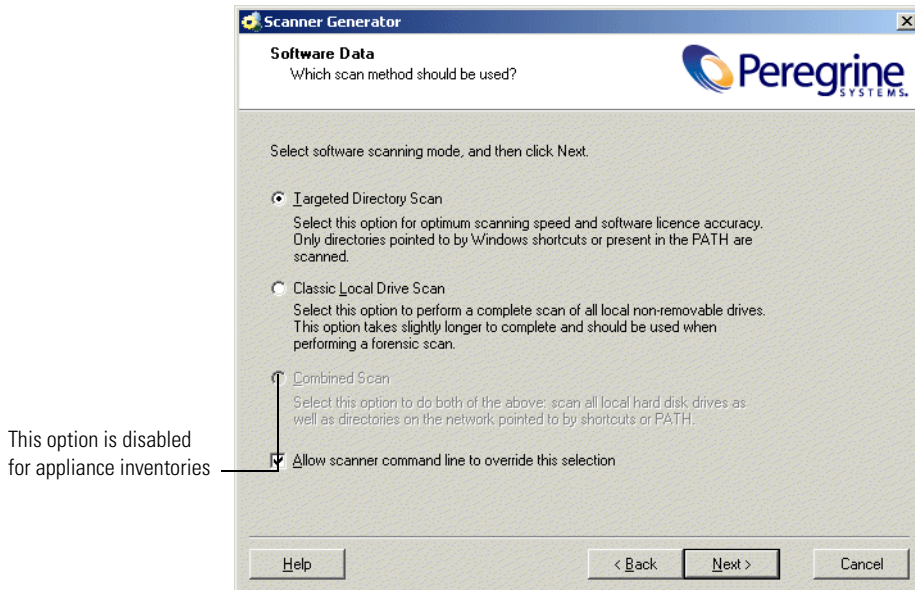 Scanner Generator
Software Data
Which scan method should be used?
Peregrine
SYSTEMS.
Select software scanning mode, and then click Next.
Targeted Directory Scan
Select this option for optimum scanning speed and software licence accuracy.
Only directories pointed to by Windows shortcuts or present in the PATH are
scanned.
Classic Local Drive Scan
Select this option to perform a complete scan of all local non-removable drives.
This option takes slightly longer to complete and should be used when
performing a forensic scan.
Combined Scan
Select this option to do both of the above: scan all local hard disk drives as
well as directories on the network pointed to by shortcuts or PATH.
This option is disabled
for appliance inventories
Allow scanner command line to override this selection
Help
< Back
Next >
Cancel